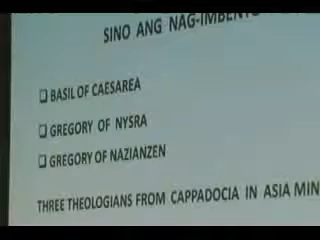 SINO ANG NAG-IMBENTO
❑ BASIL OF CAESAREA
❑ GREGORY OF NYSRA
❑ GREGORY OF NAZIANZEN
THREE THEOLOGIANS FROM CAPPADOCIA IN ASIA MIN